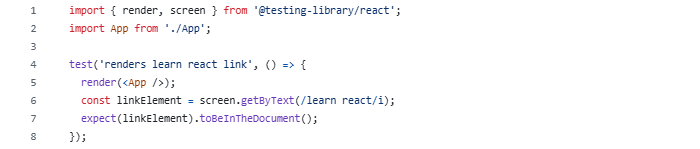 1 import { render, screen } from '@testing-library/react';
2 import App from './App';
3
4 test('renders learn react link', () => {
5   render(<App />);
6   const linkElement = screen.getByText(/learn react/i);
7   expect(linkElement).toBeInTheDocument();
8 });